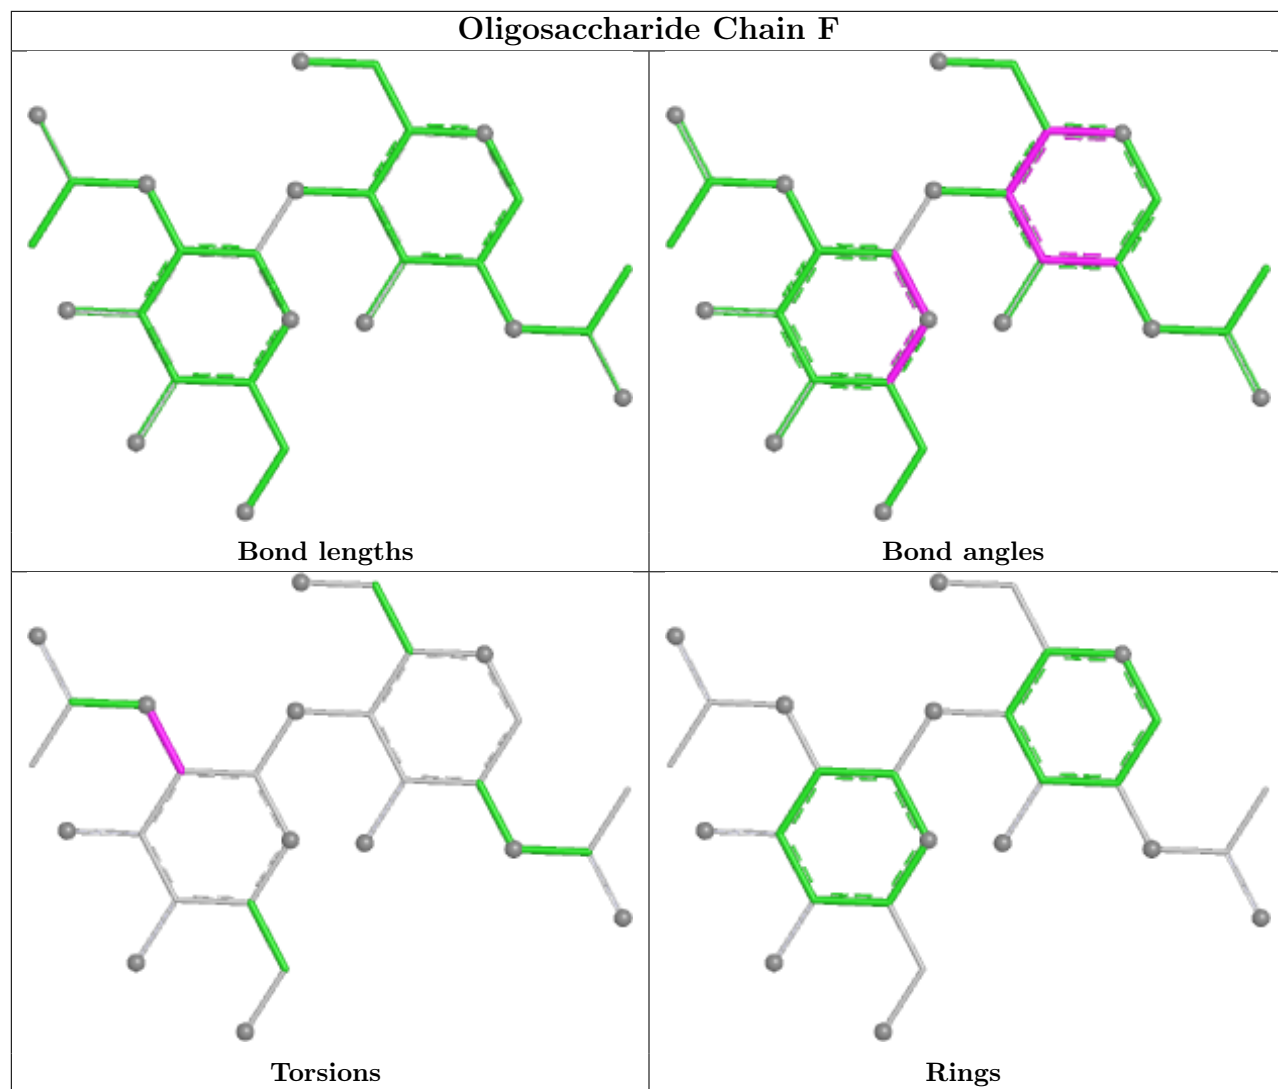 Oligosaccharide Chain F
Bond lengths
Bond angles
Torsions
Rings